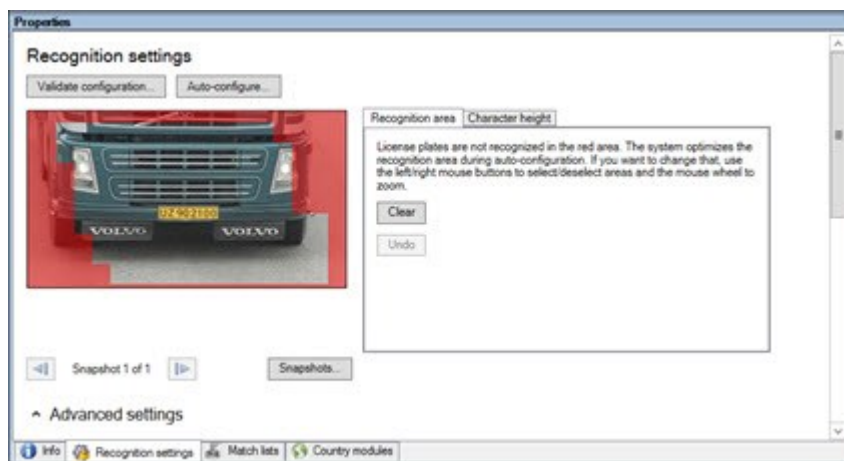 Properties
Recognition settings
Validate configuration...
Auto-configure...
UZ 902100
VOLVO
VOLVO
Recognition area
Character height
License plates are not recognized in the red area. The system optimizes the
recognition area during auto-configuration. If you want to change that, use
the left/right mouse buttons to select/deselect areas and the mouse wheel to
zoom.
Clear
Undo
Snapshot 1 of 1
Snapshots...
Advanced settings
Info
Recognition settings
Match lists
Country modules